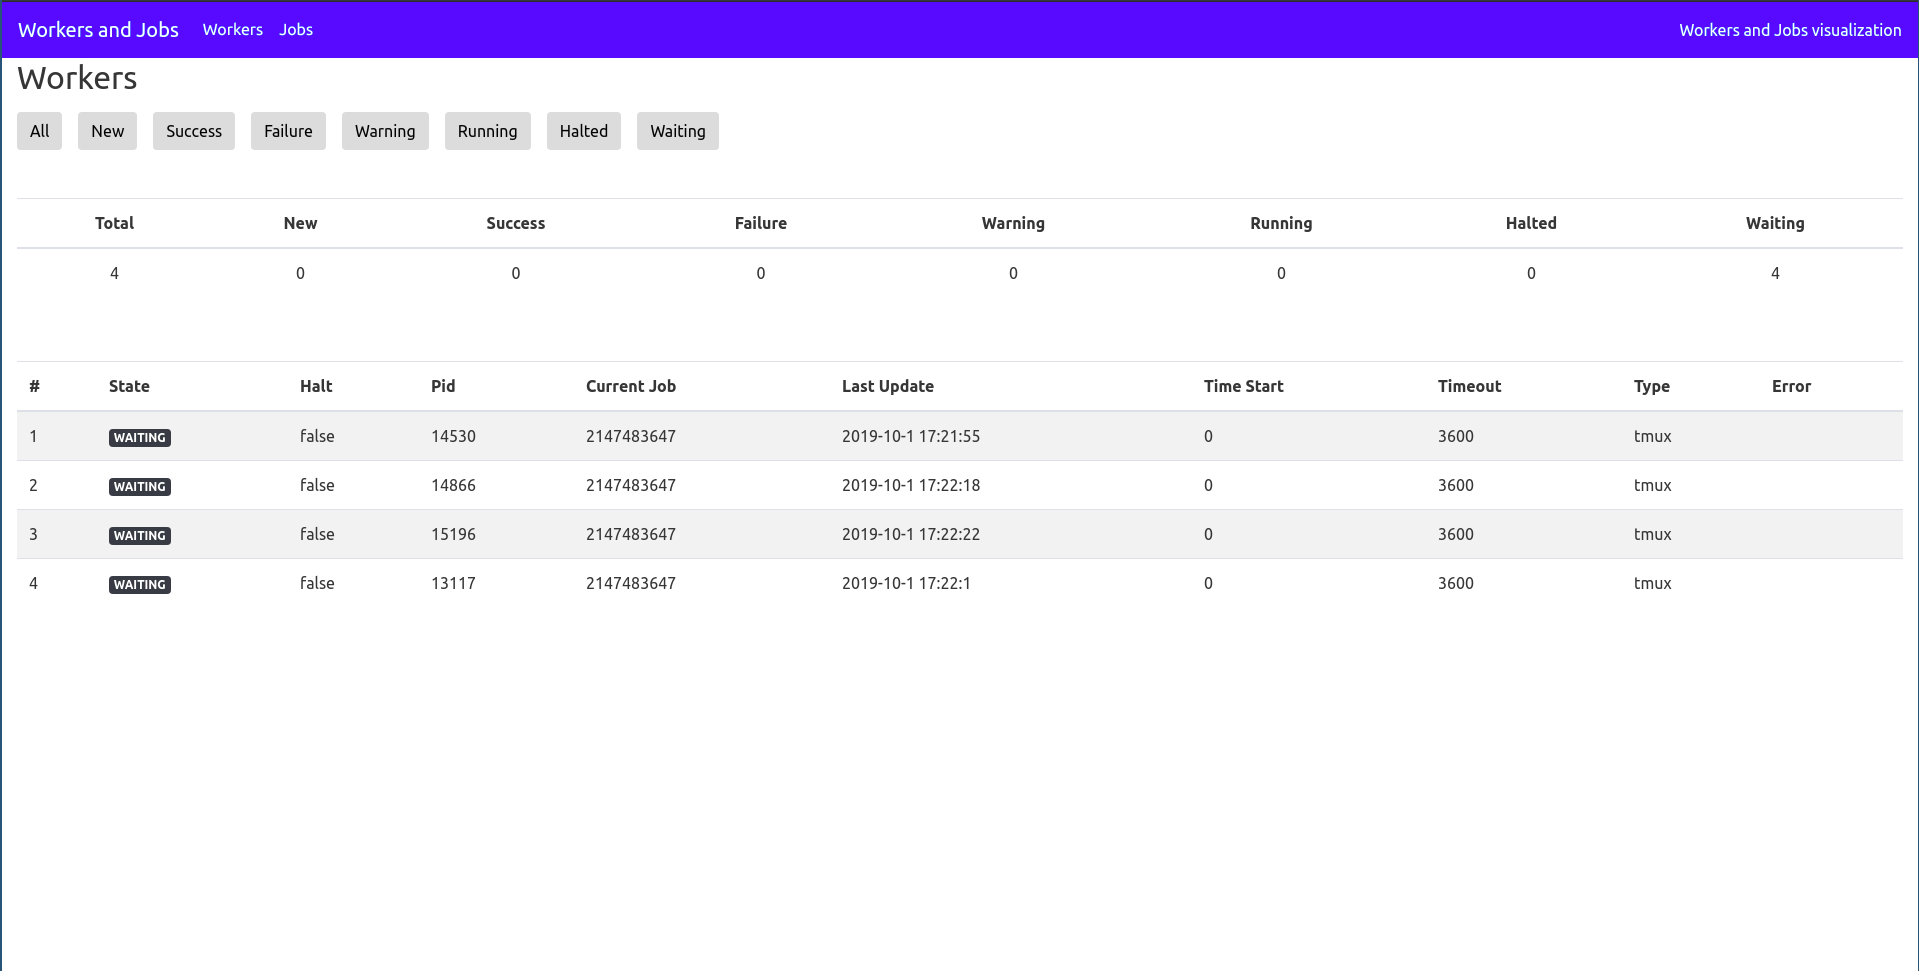 Workers and Jobs Workers Jobs Workers and Jobs visualization
Workers
All New Success Failure Warning Running Halted Waiting
Total New Success Failure Warning Running Halted Waiting
4 0 0 0 0 0 0 4
# State Halt Pid Current Job Last Update Time Start Timeout Type Error
1 WAITING false 14530 2147483647 2019-10-1 17:21:55 0 3600 tmux
2 WAITING false 14866 2147483647 2019-10-1 17:22:18 0 3600 tmux
3 WAITING false 15196 2147483647 2019-10-1 17:22:22 0 3600 tmux
4 WAITING false 13117 2147483647 2019-10-1 17:22:1 0 3600 tmux